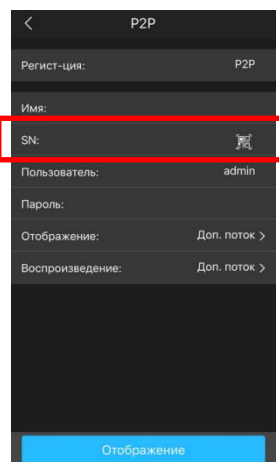 P2P
Регист-ция: P2P
Имя:
SN:
Пользователь: admin
Пароль:
Отображение: Доп. поток
Воспроизведение: Доп. поток
Отображение